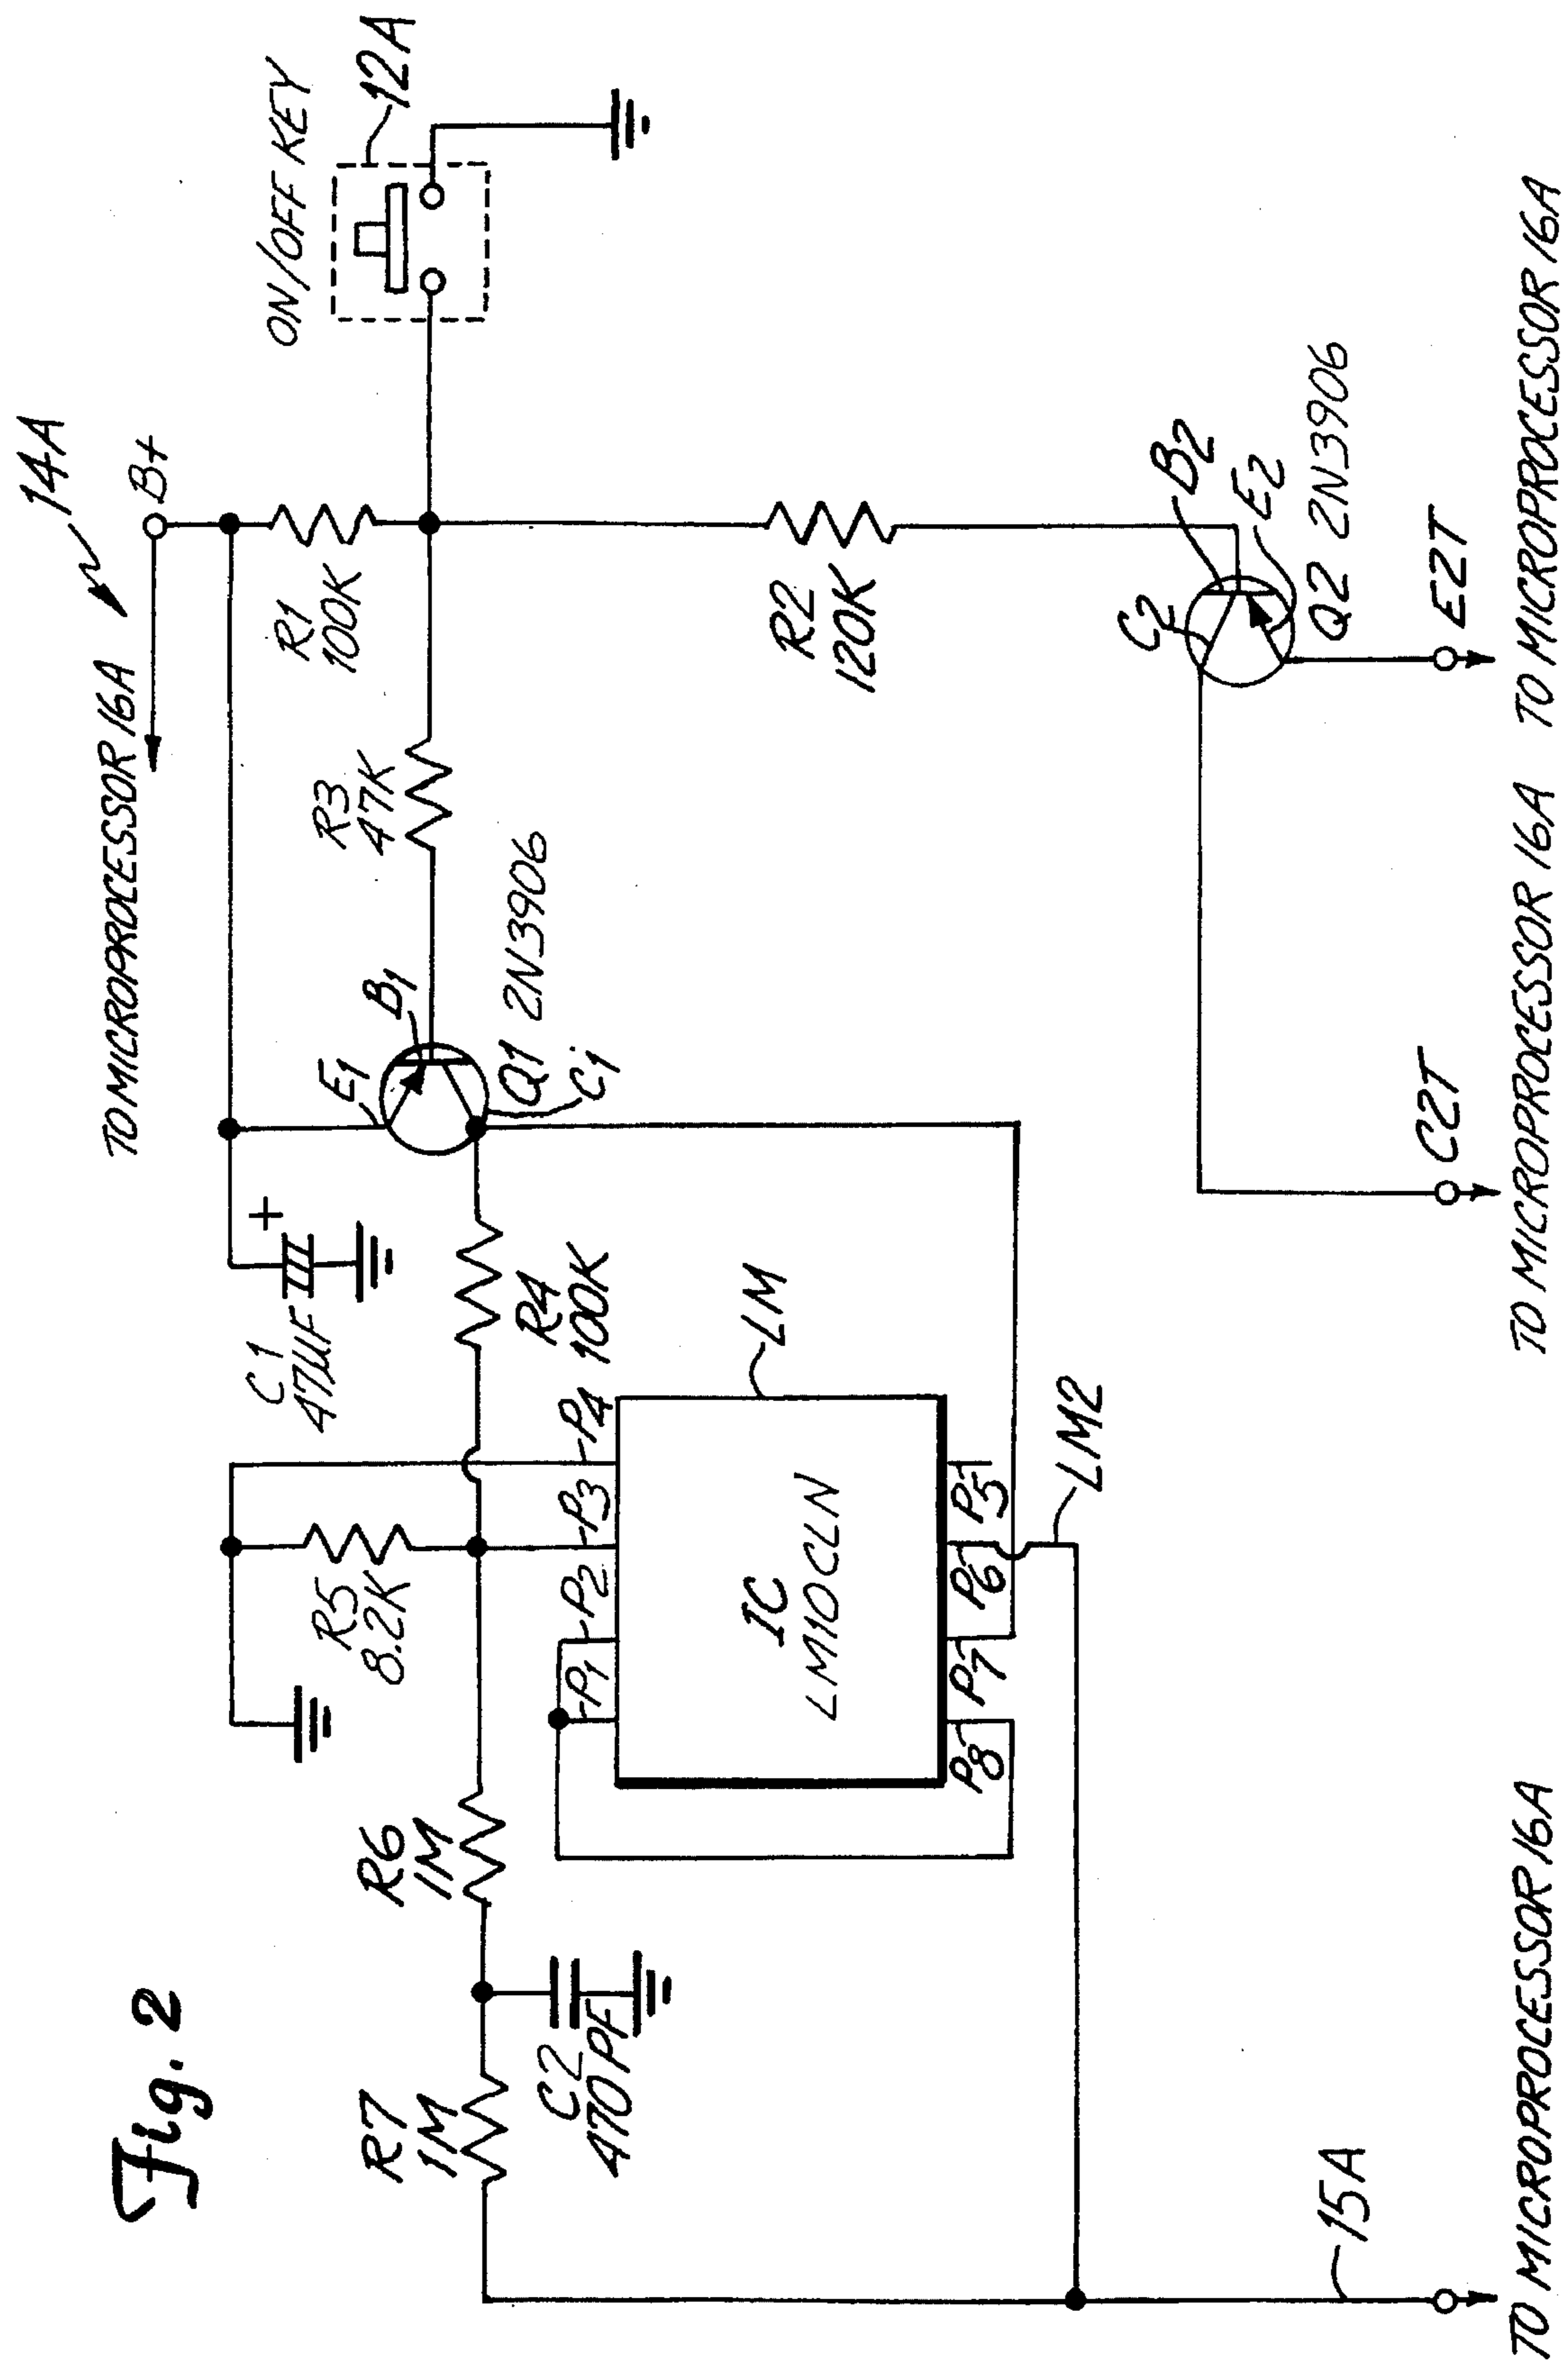 Fig. 2
14A
TO MICROPROCESSOR 16A
B+
ON/OFF KEY
12A
C1
47µF
+
E1
B1
R3
47K
R1
100K
R5
8.2K
R7
1M
R6
1M
C2
470PF
R4
100K
Q1 2N3906
C1
P1
P2
P3
P4
IC
LM10CLN
LM
P8
P7
P6
P5
LM2
R2
120K
C2
B2
E2
Q2 2N3906
15A
C2T
E2T
TO MICROPROCESSOR 16A
TO MICROPROCESSOR 16A
TO MICROPROCESSOR 16A